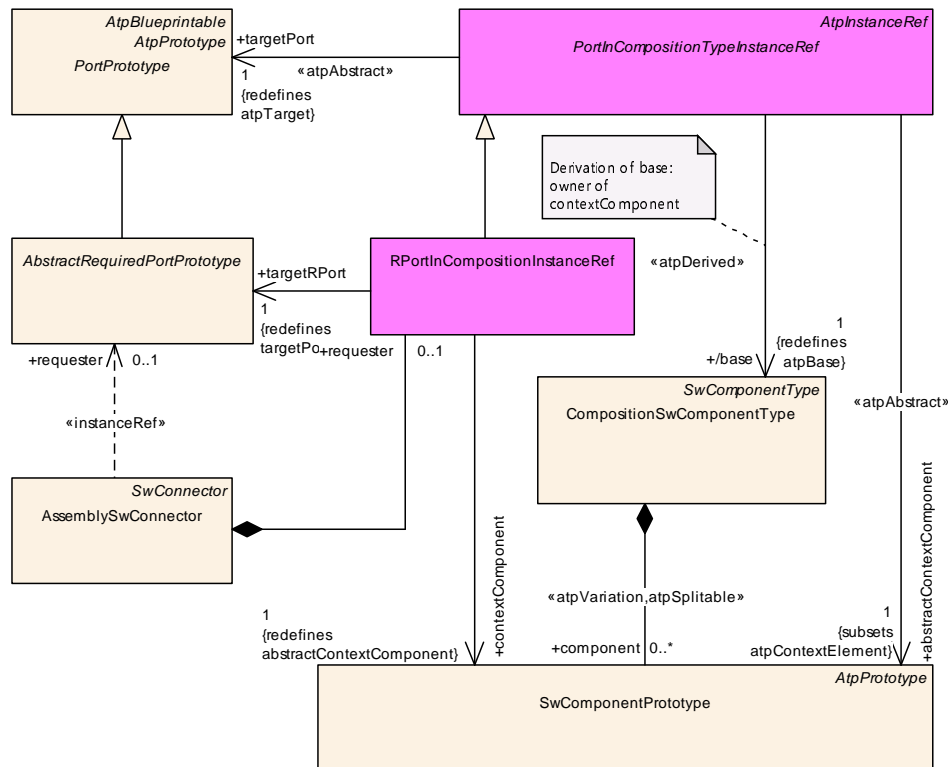 AtpBlueprintable
AtpPrototype
PortPrototype
+targetPort
«atpAbstract»
1
{redefines
atpTarget}
AtpInstanceRef
PortInCompositionTypeInstanceRef
Derivation of base:
owner of
contextComponent
«atpDerived»
AbstractRequiredPortPrototype
+targetRPort
1
{redefines
targetPo
RPortInCompositionInstanceRef
+requester
0..1
+requester
0..1
«instanceRef»
1
{redefines
atpBase}
+/base
SwComponentType
CompositionSwComponentType
«atpAbstract»
SwConnector
AssemblySwConnector
+contextComponent
1
{redefines
abstractContextComponent}
«atpVariation,atpSplitable»
+component
0..*
1
{subsets
atpContextElement}
+abstractContextComponent
AtpPrototype
SwComponentPrototype